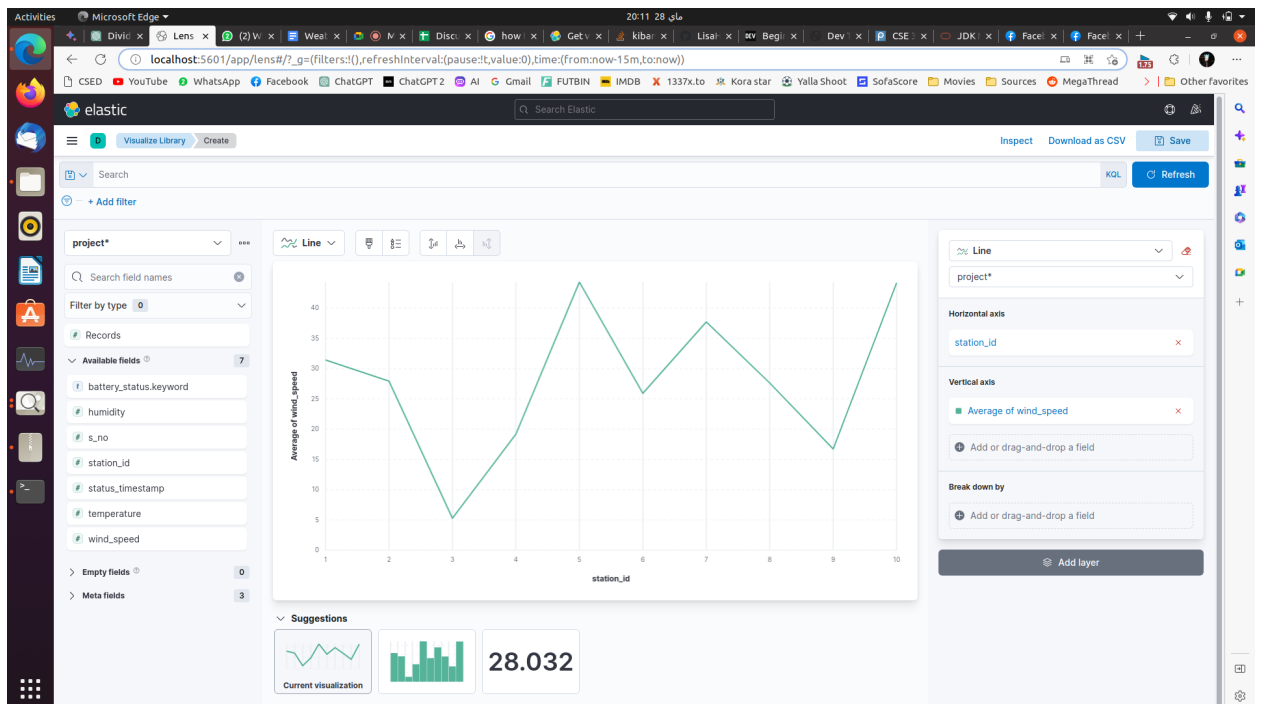 Activities
Microsoft Edge
20:11 28 ماي
Divid
Lens
(2) W
Weat
Discu
how
Get v
kibar
LisaH
DEV Begi
Dev
CSE
JDK
Facel
Facel
localhost:5601/app/lens#/?_g=(filters:!(),refreshInterval:(pause:!t,value:0),time:(from:now-15m,to:now))
CSED
YouTube
WhatsApp
Facebook
ChatGPT
ChatGPT 2
AI
Gmail
FUTBIN
IMDB
1337x.to
Kora star
Yalla Shoot
SofaScore
Movies
Sources
MegaThread
Other favorites
elastic
Search Elastic
D
Visualize Library
Create
Inspect
Download as CSV
Save
Search
KQL
Refresh
+ Add filter
project*
Search field names
Filter by type 0
Records
Available fields 7
battery_status.keyword
humidity
s_no
station_id
status_timestamp
temperature
wind_speed
Empty fields 0
Meta fields 3
Line
Average of wind_speed
40
35
30
25
20
15
10
5
0
1 2 3 4 5 6 7 8 9 10
station_id
Suggestions
Current visualization
28.032
Line
project*
Horizontal axis
station_id
Vertical axis
Average of wind_speed
Add or drag-and-drop a field
Break down by
Add or drag-and-drop a field
Add layer